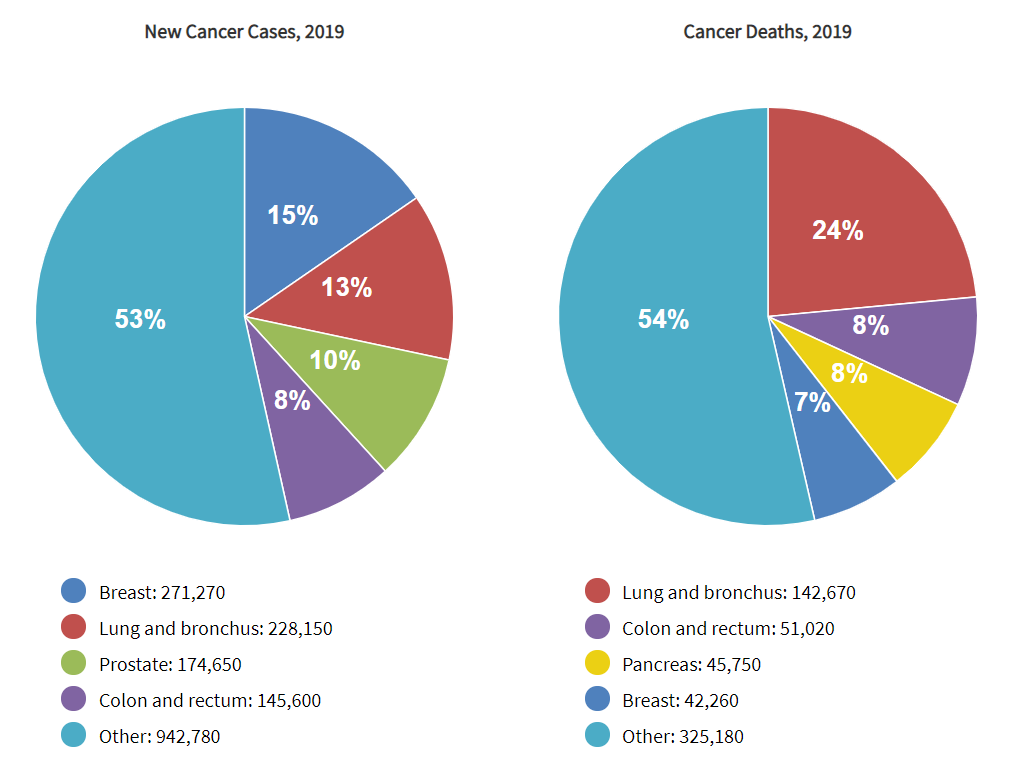 New Cancer Cases, 2019
15%
13%
10%
8%
53%
Breast: 271,270
Lung and bronchus: 228,150
Prostate: 174,650
Colon and rectum: 145,600
Other: 942,780
Cancer Deaths, 2019
24%
8%
8%
7%
54%
Lung and bronchus: 142,670
Colon and rectum: 51,020
Pancreas: 45,750
Breast: 42,260
Other: 325,180